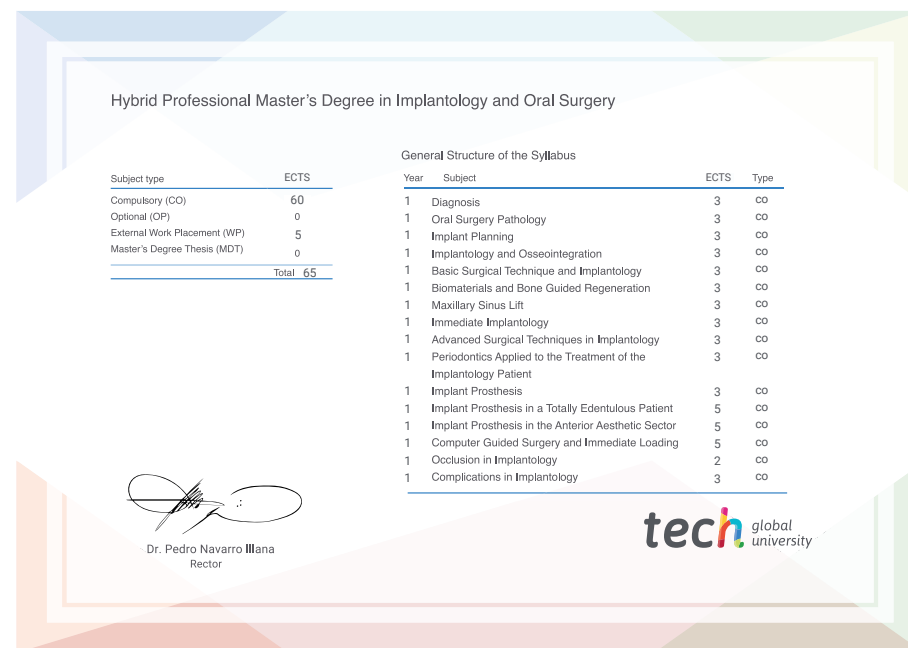 Hybrid Professional Master's Degree in Implantology and Oral Surgery
Subject type ECTS
Compulsory (CO) 60
Optional (OP) 0
External Work Placement (WP) 5
Master's Degree Thesis (MDT) 0
Total 65
General Structure of the Syllabus
Year Subject ECTS Type
1 Diagnosis 3 CO
1 Oral Surgery Pathology 3 CO
1 Implant Planning 3 CO
1 Implantology and Osseointegration 3 CO
1 Basic Surgical Technique and Implantology 3 CO
1 Biomaterials and Bone Guided Regeneration 3 CO
1 Maxillary Sinus Lift 3 CO
1 Immediate Implantology 3 CO
1 Advanced Surgical Techniques in Implantology 3 CO
1 Periodontics Applied to the Treatment of the 3 CO
Implantology Patient
1 Implant Prosthesis 3 CO
1 Implant Prosthesis in a Totally Edentulous Patient 5 CO
1 Implant Prosthesis in the Anterior Aesthetic Sector 5 CO
1 Computer Guided Surgery and Immediate Loading 5 CO
1 Occlusion in Implantology 2 CO
1 Complications in Implantology 3 CO
Dr. Pedro Navarro Illana
Rector
tech global
university